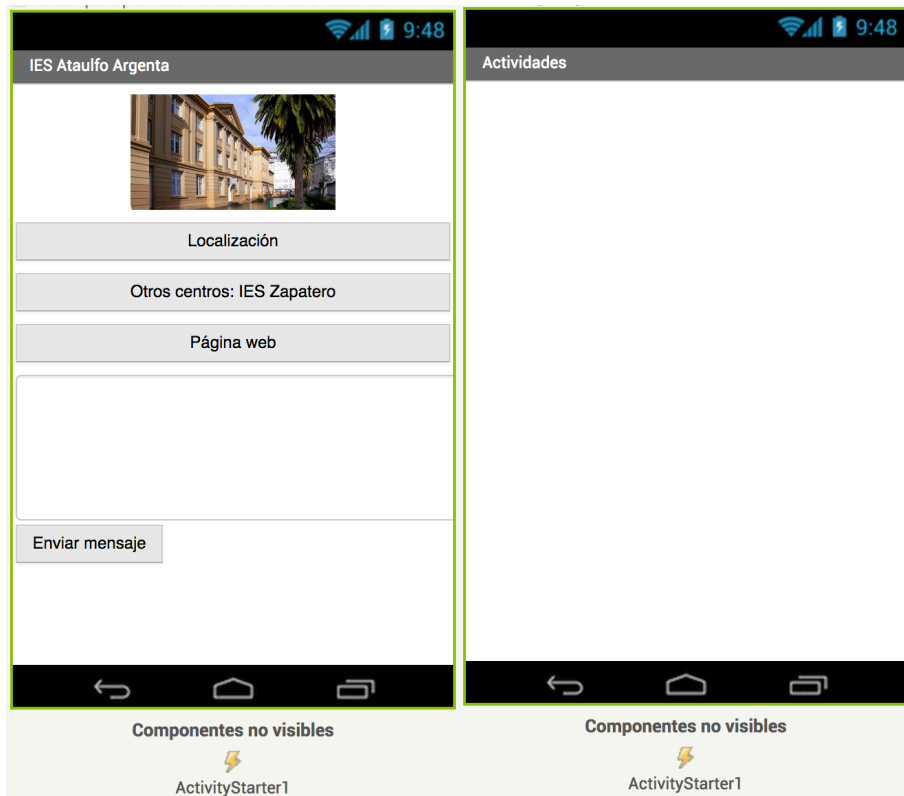 9:48
IES Ataulfo Argenta
Localización
Otros centros: IES Zapatero
Página web
Enviar mensaje
Componentes no visibles
ActivityStarter1
9:48
Actividades
Componentes no visibles
ActivityStarter1